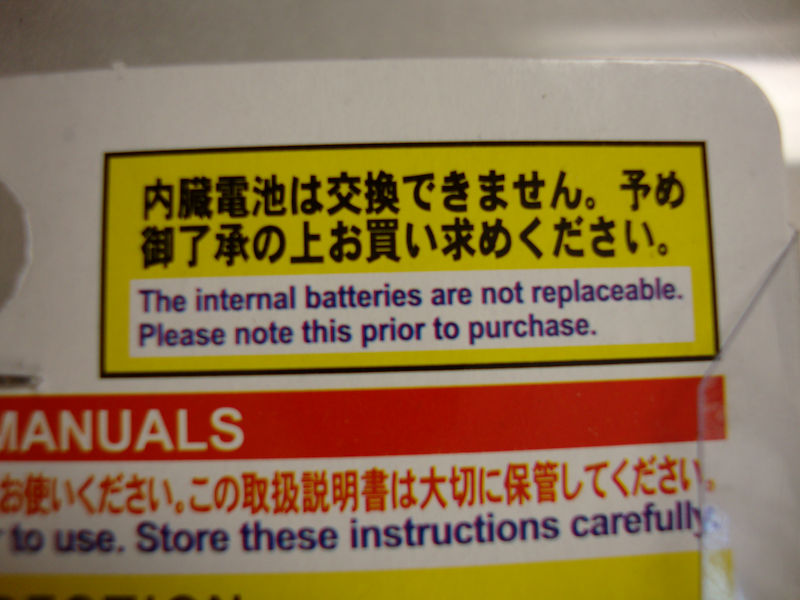 内臓電池は交換できません。予め
御了承の上お買い求めください。
The internal batteries are not replaceable.
Please note this prior to purchase.
MANUALS
お使いください。この取扱説明書は大切に保管してください。
to use. Store these instructions carefully